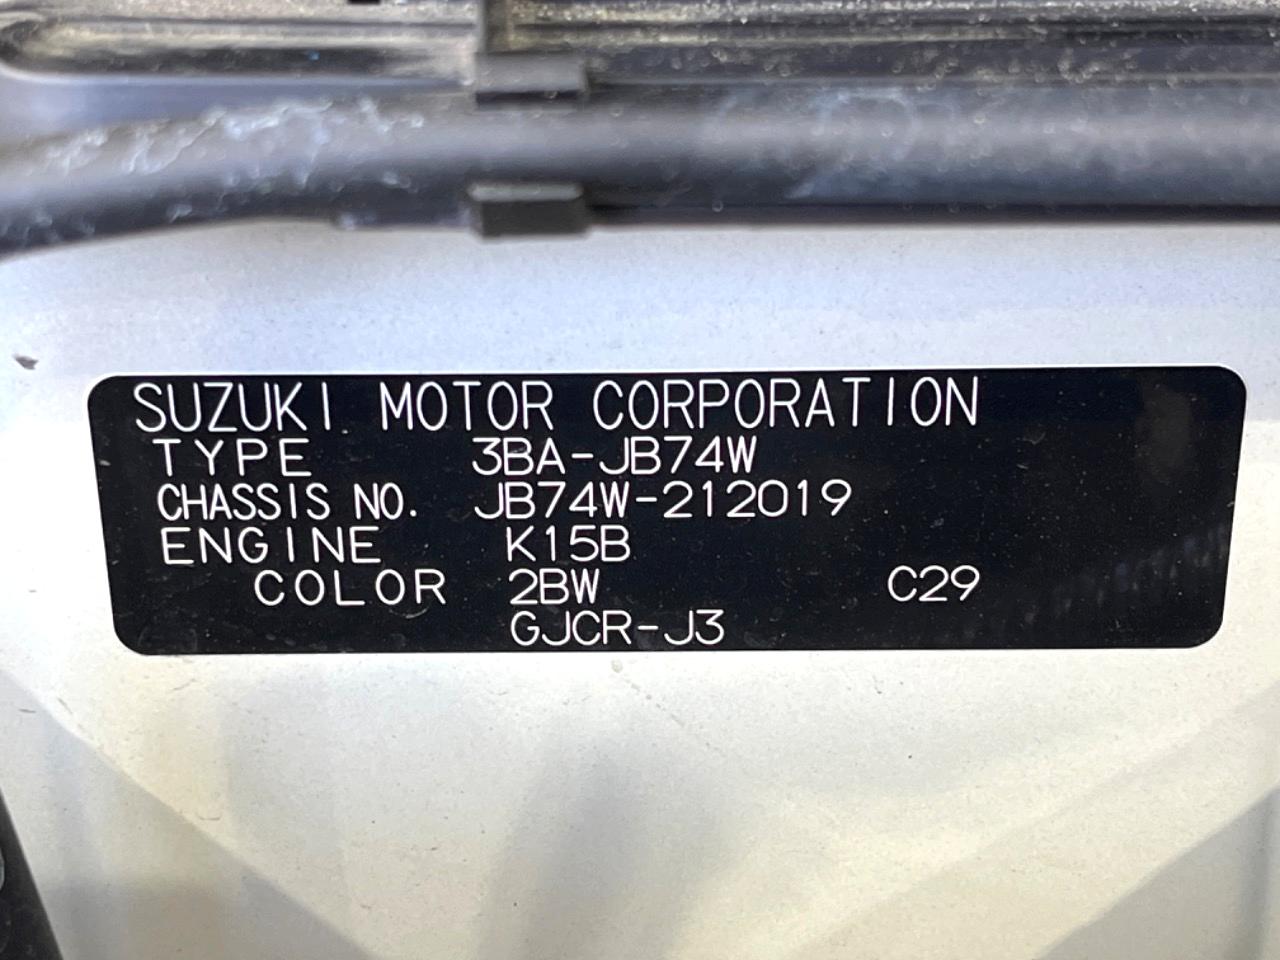 SUZUKI MOTOR CORPORATION
TYPE 3BA-JB74W
CHASSIS NO. JB74W-212019
ENGINE K15B
COLOR 2BW C29
GJCR-J3